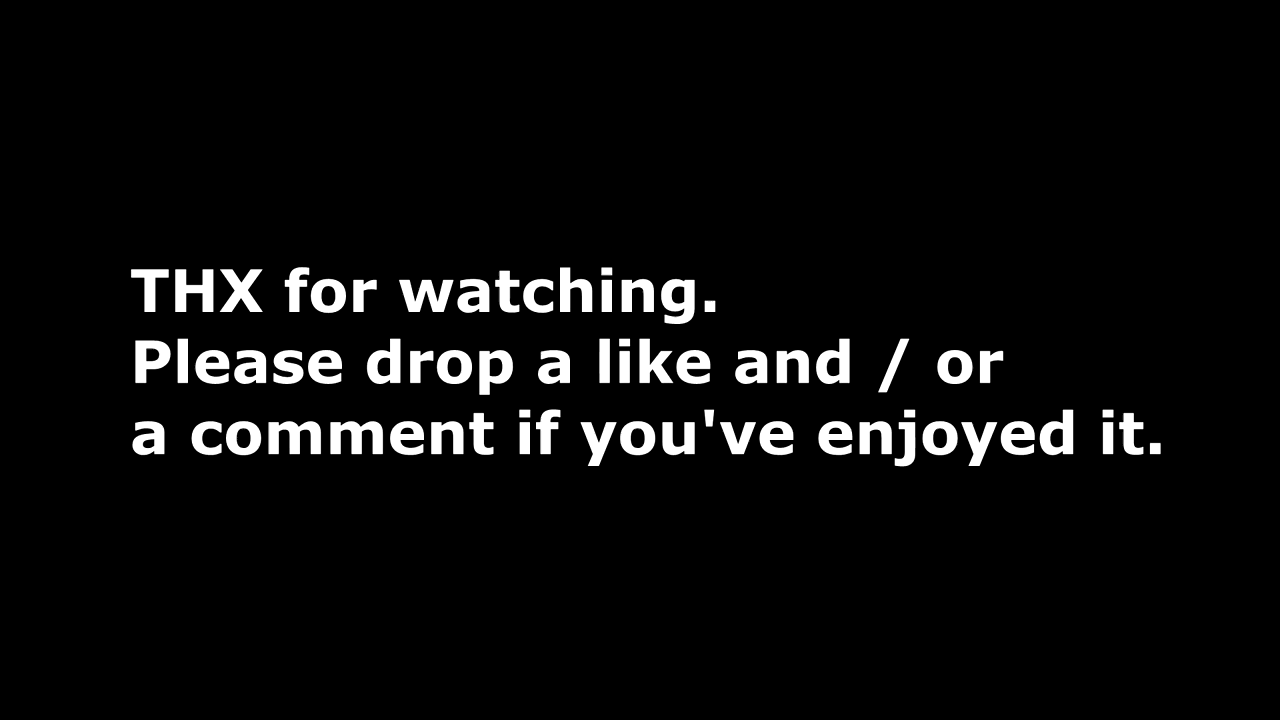 THX for watching.
Please drop a like and / or
a comment if you've enjoyed it.